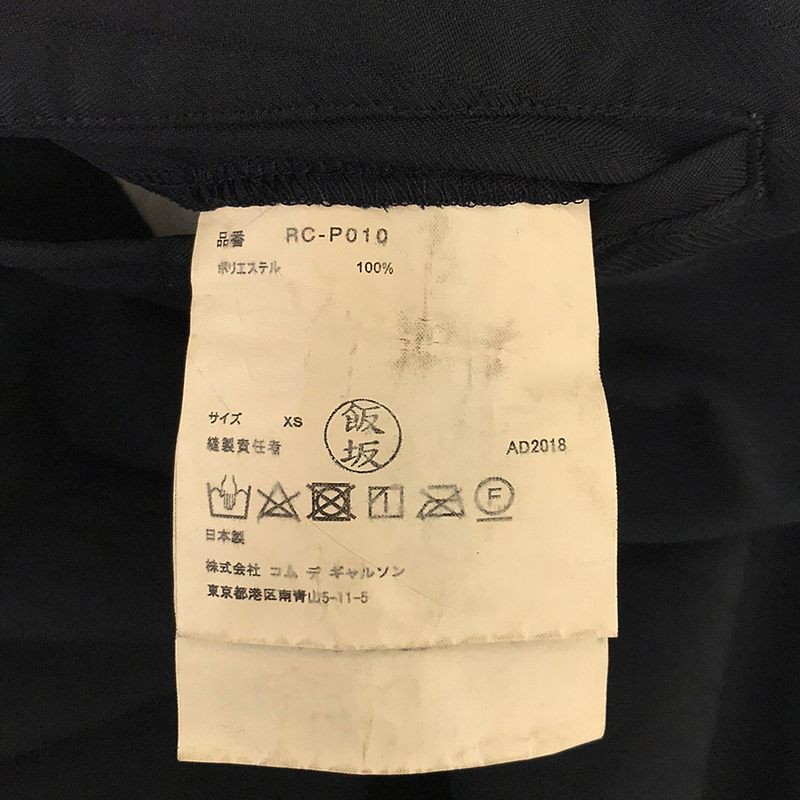 品番 RC-P010
ポリエステル 100%
サイズ XS
飯坂
縫製責任者 AD2018
F
日本製
株式会社 コム デ ギャルソン
東京都港区南青山5-11-5